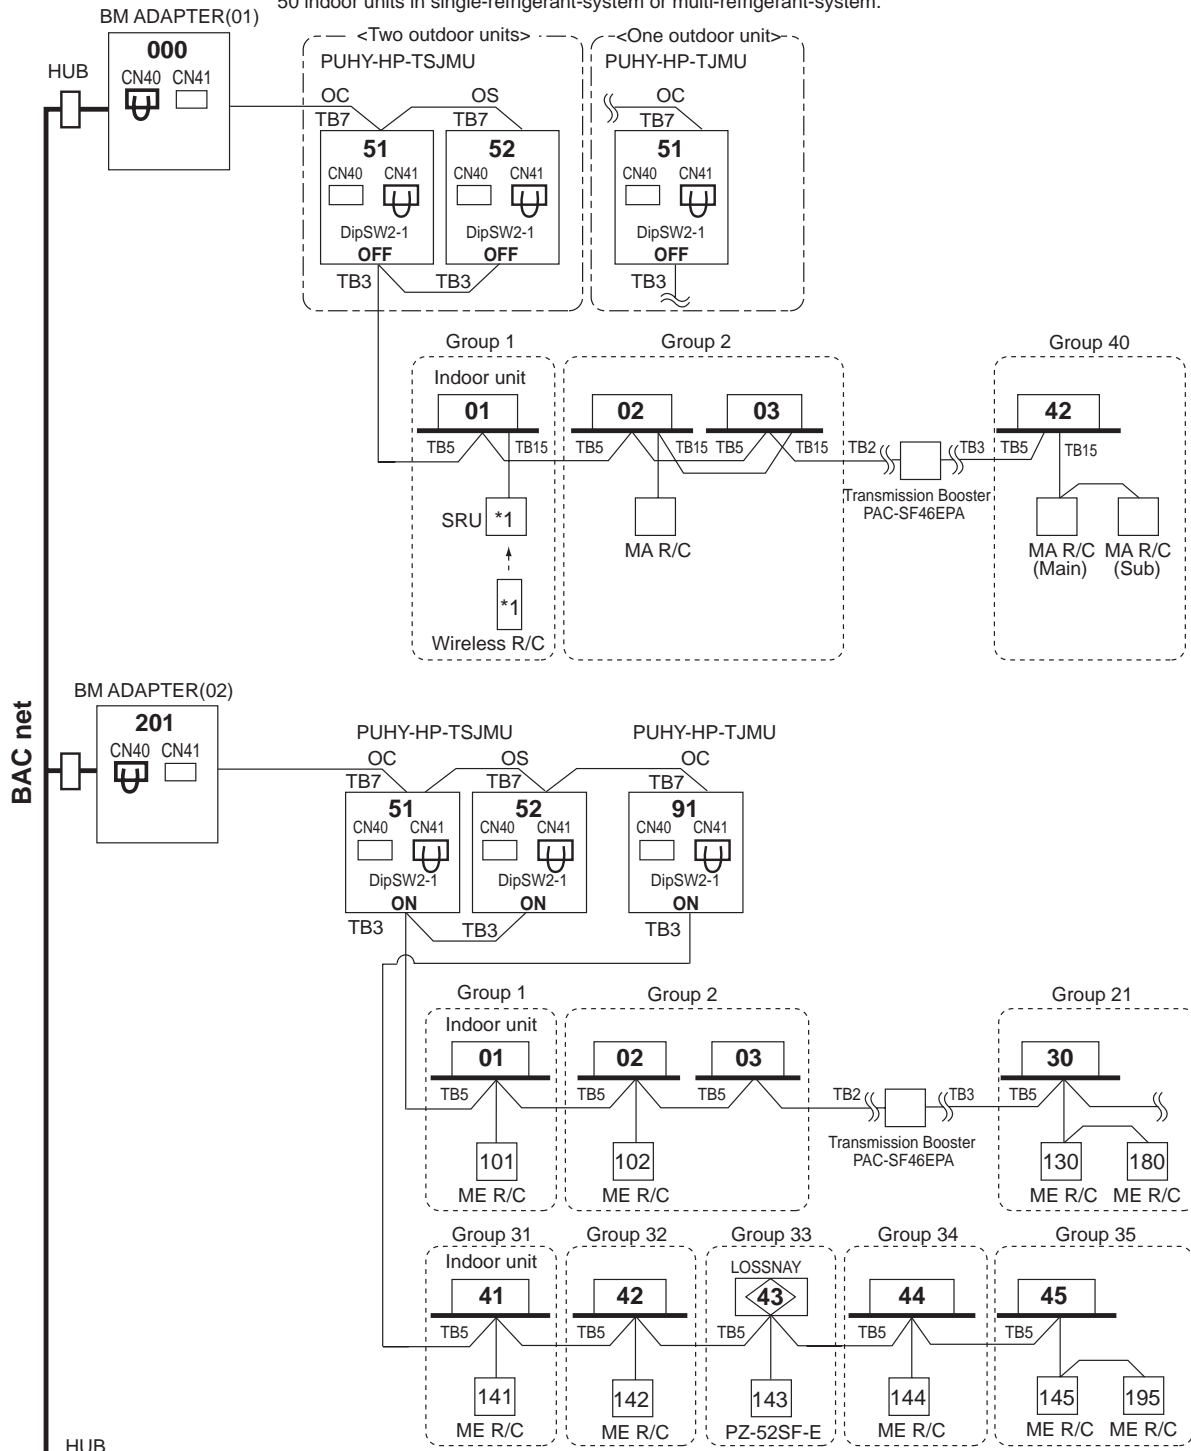 50 indoor units in single-refrigerant-system or multi-refrigerant-system.
BM ADAPTER(01)
000
CN40 CN41
HUB
<Two outdoor units>
PUHY-HP-TSJMU
<One outdoor unit>
PUHY-HP-TJMU
OC OS OC
TB7 TB7 TB7
51 52 51
CN40 CN41 CN40 CN41 CN40 CN41
DipSW2-1 DipSW2-1 DipSW2-1
OFF OFF OFF
TB3 TB3 TB3
Group 1 Group 2 Group 40
Indoor unit
01 02 03 42
TB5 TB15 TB5 TB15 TB5 TB15 TB2 TB3 TB5 TB15
Transmission Booster
PAC-SF46EPA
SRU *1
MA R/C
MA R/C
(Main)
MA R/C
(Sub)
*1
Wireless R/C
BAC net
BM ADAPTER(02)
201
CN40 CN41
PUHY-HP-TSJMU PUHY-HP-TJMU
OC OS OC
TB7 TB7 TB7
51 52 91
CN40 CN41 CN40 CN41 CN40 CN41
DipSW2-1 DipSW2-1 DipSW2-1
ON ON ON
TB3 TB3 TB3
Group 1 Group 2 Group 21
Indoor unit
01 02 03 30
TB5 TB5 TB5 TB2 TB3 TB5
Transmission Booster
PAC-SF46EPA
101 102 130 180
ME R/C ME R/C ME R/C ME R/C
Group 31 Group 32 Group 33 Group 34 Group 35
Indoor unit
LOSSNAY
41 42 43 44 45
TB5 TB5 TB5 TB5 TB5
141 142 143 144 145 195
ME R/C ME R/C PZ-52SF-E ME R/C ME R/C ME R/C
HUB